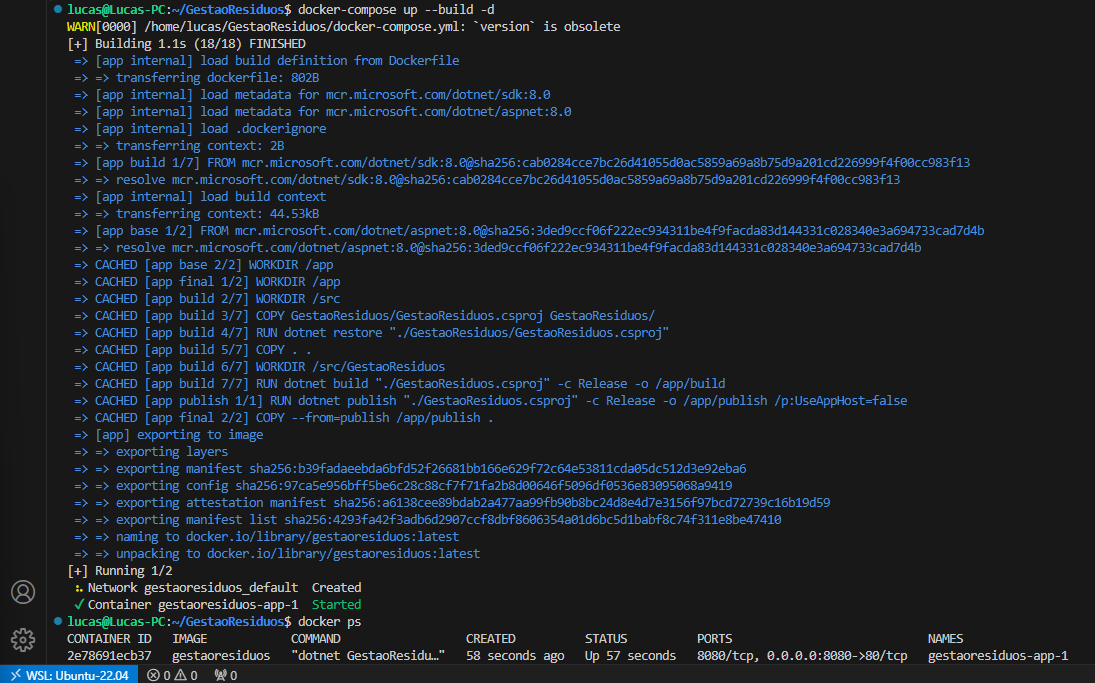 lucas@Lucas-PC:~/GestaoResiduos$ docker-compose up --build -d
WARN[0000] /home/lucas/GestaoResiduos/docker-compose.yml: `version` is obsolete
[+] Building 1.1s (18/18) FINISHED
=> [app internal] load build definition from Dockerfile
=> => transferring dockerfile: 802B
=> [app internal] load metadata for mcr.microsoft.com/dotnet/sdk:8.0
=> [app internal] load metadata for mcr.microsoft.com/dotnet/aspnet:8.0
=> [app internal] load .dockerignore
=> => transferring context: 2B
=> [app build 1/7] FROM mcr.microsoft.com/dotnet/sdk:8.0@sha256:cab0284cce7bc26d41055d0ac5859a69a8b75d9a201cd226999f4f00cc983f13
=> => resolve mcr.microsoft.com/dotnet/sdk:8.0@sha256:cab0284cce7bc26d41055d0ac5859a69a8b75d9a201cd226999f4f00cc983f13
=> [app internal] load build context
=> => transferring context: 44.53kB
=> [app base 1/2] FROM mcr.microsoft.com/dotnet/aspnet:8.0@sha256:3ded9ccf06f222ec934311be4f9facda83d144331c028340e3a694733cad7d4b
=> => resolve mcr.microsoft.com/dotnet/aspnet:8.0@sha256:3ded9ccf06f222ec934311be4f9facda83d144331c028340e3a694733cad7d4b
=> CACHED [app base 2/2] WORKDIR /app
=> CACHED [app final 1/2] WORKDIR /app
=> CACHED [app build 2/7] WORKDIR /src
=> CACHED [app build 3/7] COPY GestaoResiduos/GestaoResiduos.csproj GestaoResiduos/
=> CACHED [app build 4/7] RUN dotnet restore "./GestaoResiduos/GestaoResiduos.csproj"
=> CACHED [app build 5/7] COPY . .
=> CACHED [app build 6/7] WORKDIR /src/GestaoResiduos
=> CACHED [app build 7/7] RUN dotnet build "./GestaoResiduos.csproj" -c Release -o /app/build
=> CACHED [app publish 1/1] RUN dotnet publish "./GestaoResiduos.csproj" -c Release -o /app/publish /p:UseAppHost=false
=> CACHED [app final 2/2] COPY --from=publish /app/publish .
=> [app] exporting to image
=> => exporting layers
=> => exporting manifest sha256:b39fadaeebda6bfd52f26681bb166e629f72c64e53811cda05dc512d3e92eba6
=> => exporting config sha256:97ca5e956bff5be6c28c88cf7f71fa2b8d00646f5096df0536e83095068a9419
=> => exporting attestation manifest sha256:a6138cee89bdab2a477aa99fb90b8bc24d8e4d7e3156f97bcd72739c16b19d59
=> => exporting manifest list sha256:4293fa42f3adb6d2907ccf8dbf8606354a01d6bc5d1babf8c74f311e8be47410
=> => naming to docker.io/library/gestaoresiduos:latest
=> => unpacking to docker.io/library/gestaoresiduos:latest
[+] Running 1/2
Network gestaoresiduos_default Created
✓ Container gestaoresiduos-app-1 Started
lucas@Lucas-PC:~/GestaoResiduos$ docker ps
CONTAINER ID IMAGE COMMAND CREATED STATUS PORTS NAMES
2e78691ecb37 gestaoresiduos "dotnet GestaoResidu…" 58 seconds ago Up 57 seconds 8080/tcp, 0.0.0.0:8080->80/tcp gestaoresiduos-app-1
WSL: Ubuntu-22.04 0 0 0